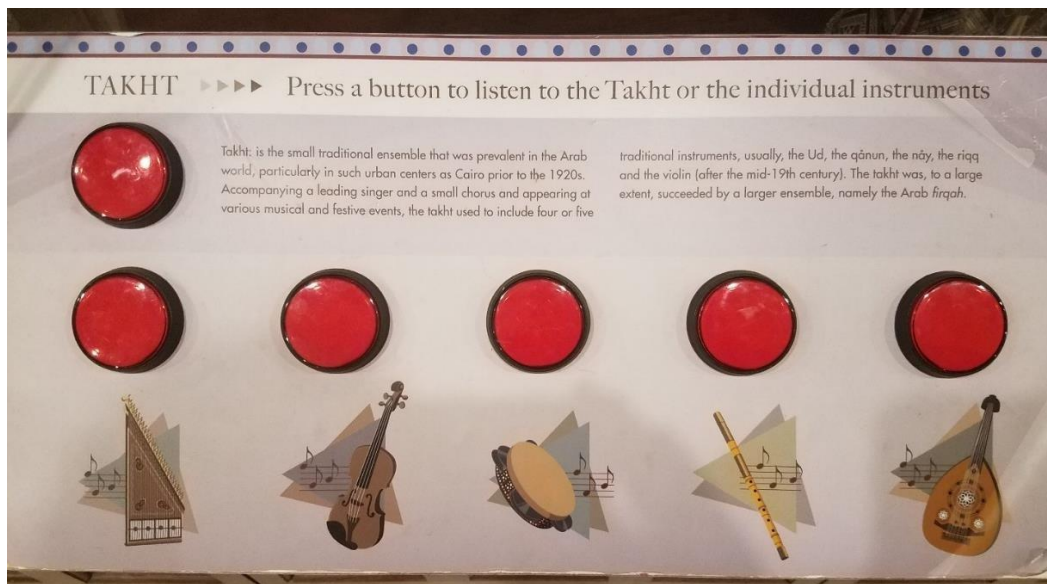 TAKHT Press a button to listen to the Takht or the individual instruments
Takht: is the small traditional ensemble that was prevalent in the Arab
world, particularly in such urban centers as Cairo prior to the 1920s.
Accompanying a leading singer and a small chorus and appearing at
various musical and festive events, the takht used to include four or five
traditional instruments, usually, the Ud, the qânun, the nây, the riqq
and the violin (after the mid-19th century). The takht was, to a large
extent, succeeded by a larger ensemble, namely the Arab firqah.